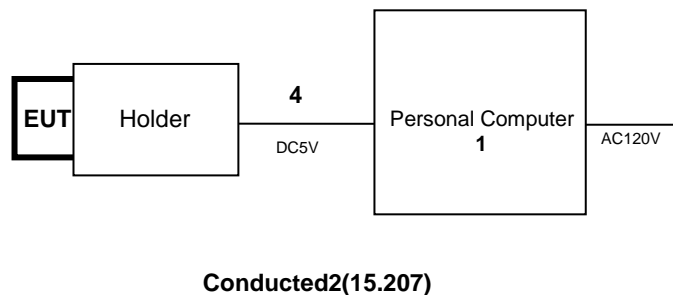 4
EUT
Holder
DC5V
Personal Computer
1
AC120V
Conducted2(15.207)